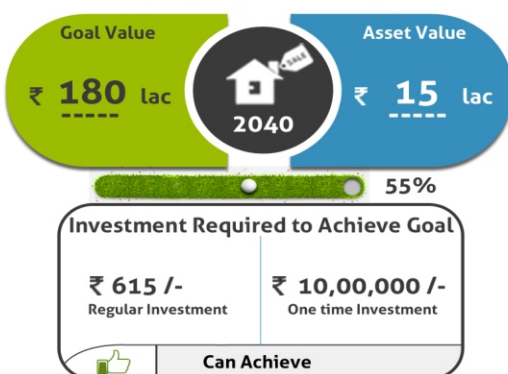 Goal Value
₹ 180 lac
SALE
2040
Asset Value
₹ 15 lac
55%
Investment Required to Achieve Goal
₹ 615 /-
Regular Investment
₹ 10,00,000 /-
One time Investment
Can Achieve